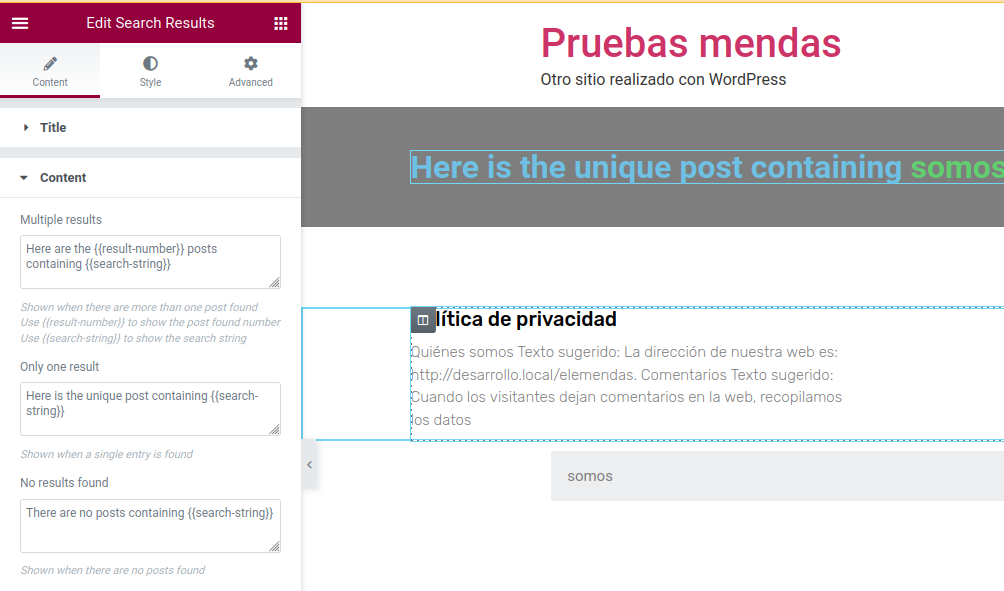 Edit Search Results
Content
Style
Advanced
Title
Content
Multiple results
Here are the {{result-number}} posts
containing {{search-string}}
Shown when there are more than one post found
Use {{result-number}} to show the post found number
Use {{search-string}} to show the search string
Only one result
Here is the unique post containing {{search-
string}}
Shown when a single entry is found
No results found
There are no posts containing {{search-string}}
Shown when there are no posts found
Pruebas mendas
Otro sitio realizado con WordPress
Here is the unique post containing somos
lítica de privacidad
Quiénes somos Texto sugerido: La dirección de nuestra web es:
http://desarrollo.local/elemendas. Comentarios Texto sugerido:
Cuando los visitantes dejan comentarios en la web, recopilamos
los datos
somos